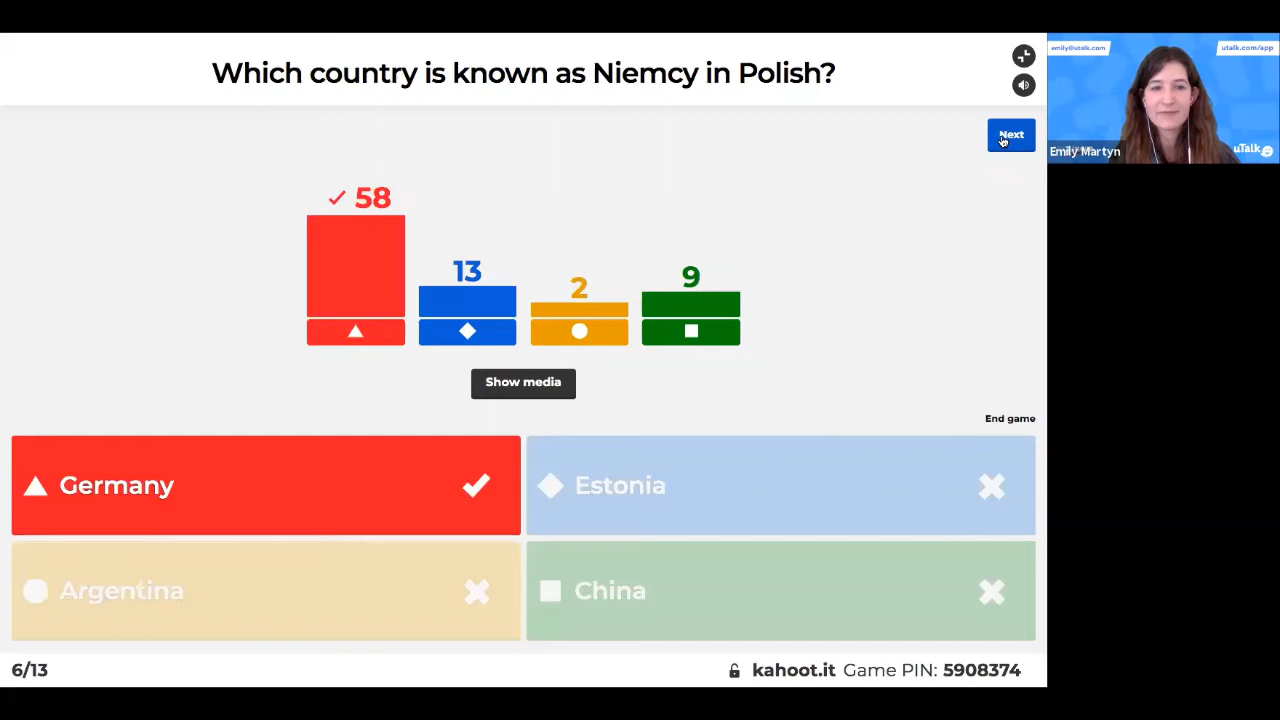 Which country is known as Niemcy in Polish?
emily@utalk.com
utalk.com/app
Next
Emily Martyn
uTalk
58
13
2
9
Show media
End game
Germany
Estonia
Argentina
China
6/13
kahoot.it Game PIN: 5908374